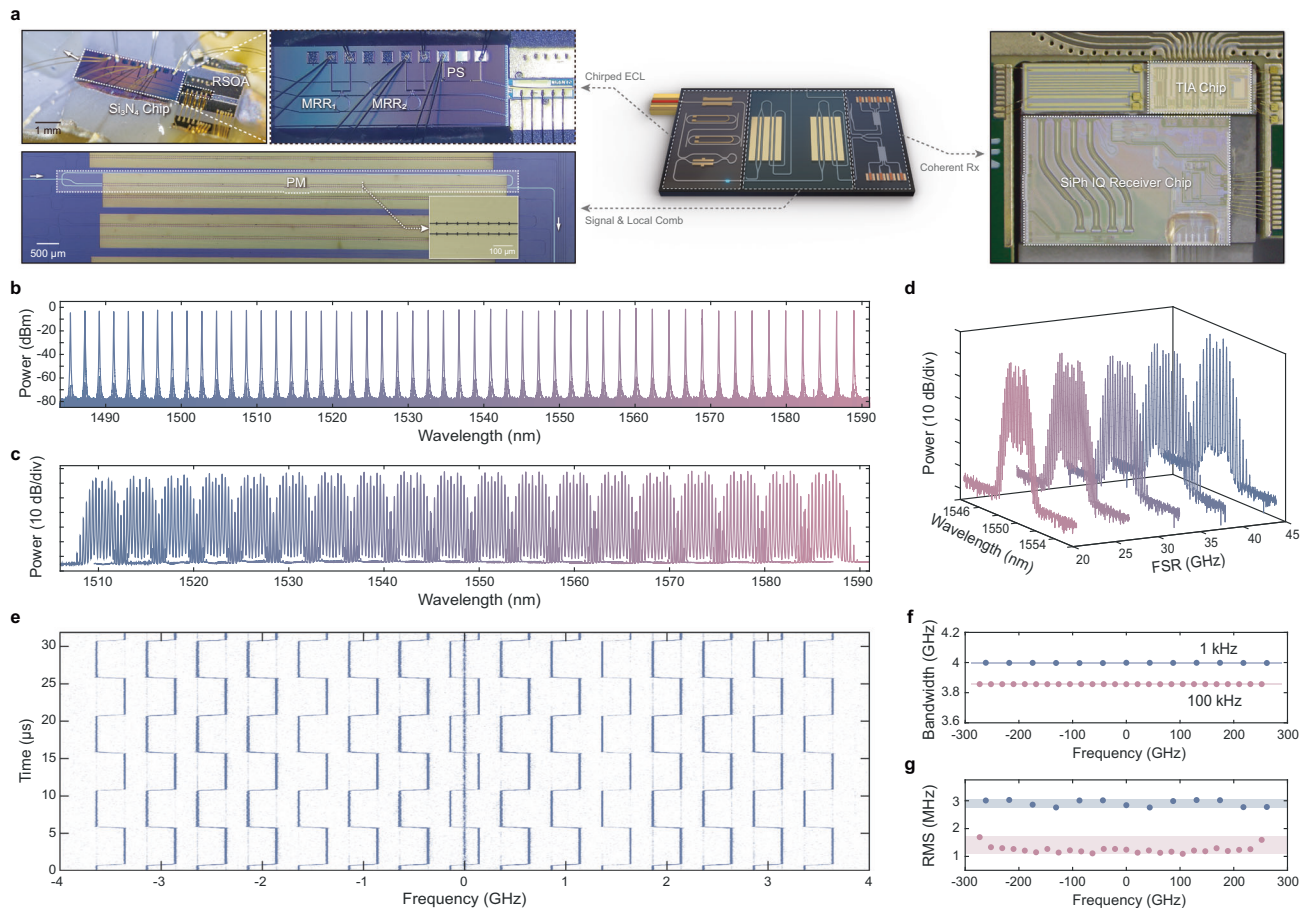 a
RSOA
Si₃N₄ Chip
1 mm
MRR₁
MRR₂
PS
Chirped ECL
Coherent Rx
Signal & Local Comb
TIA Chip
SiPh IQ Receiver Chip
PM
500 μm
100 μm
b
Power (dBm)
0
-20
-40
-60
-80
1490 1500 1510 1520 1530 1540 1550 1560 1570 1580 1590
Wavelength (nm)
c
Power (10 dB/div)
1510 1520 1530 1540 1550 1560 1570 1580 1590
Wavelength (nm)
d
Power (10 dB/div)
1546
1550
1554
Wavelength (nm)
20 25 30 35 40 45
FSR (GHz)
e
Time (μs)
30
25
20
15
10
5
0
-4 -3 -2 -1 0 1 2 3 4
Frequency (GHz)
f
Bandwidth (GHz)
4.2
4
3.8
3.6
1 kHz
100 kHz
-300 -200 -100 0 100 200 300
Frequency (GHz)
g
RMS (MHz)
3
2
1
-300 -200 -100 0 100 200 300
Frequency (GHz)